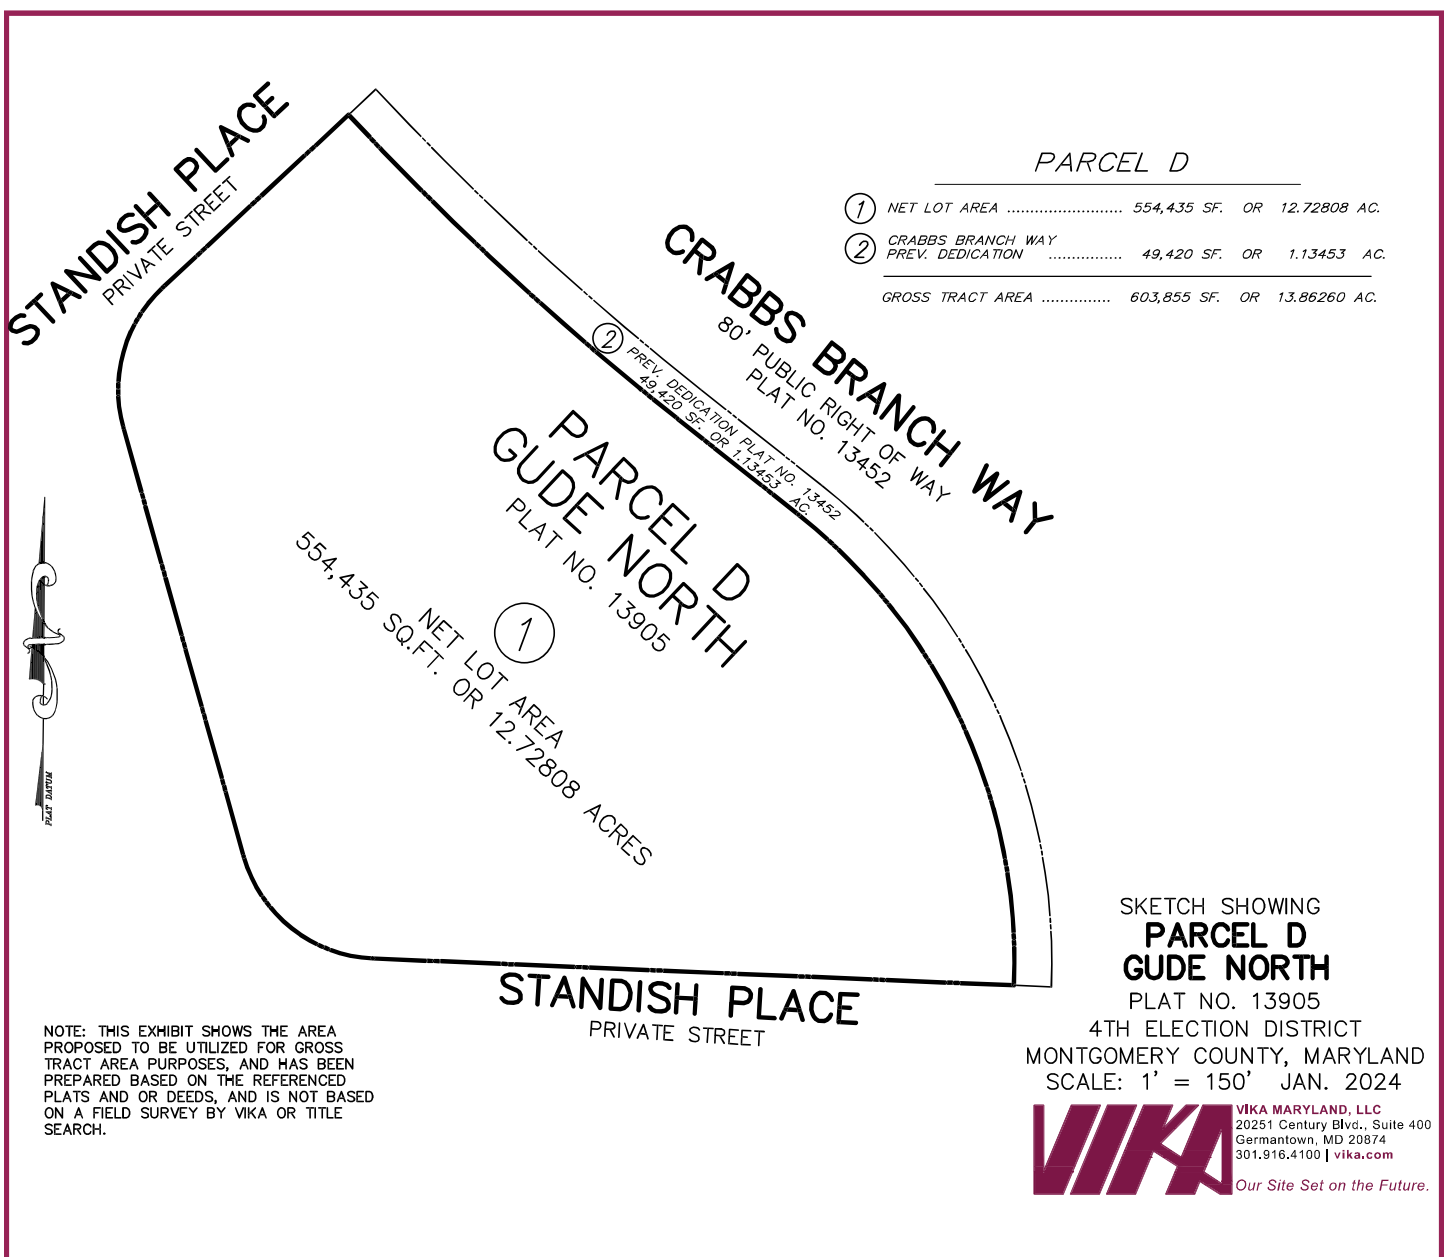 STANDISH PLACE
PRIVATE STREET
PARCEL D
1 NET LOT AREA ......................... 554,435 SF. OR 12.72808 AC.
2 CRABBS BRANCH WAY
PREV. DEDICATION ................ 49,420 SF. OR 1.13453 AC.
GROSS TRACT AREA ............... 603,855 SF. OR 13.86260 AC.
CRABBS BRANCH WAY
80' PUBLIC RIGHT OF WAY
PLAT NO. 13452
2 PREV. DEDICATION PLAT NO. 13452
49,420 SF. OR 1.13453 AC.
PARCEL D
GUDE NORTH
PLAT NO. 13905
1
NET LOT AREA
554,435 SQ.FT. OR 12.72808 ACRES
PLAT DATUM
STANDISH PLACE
PRIVATE STREET
NOTE: THIS EXHIBIT SHOWS THE AREA
PROPOSED TO BE UTILIZED FOR GROSS
TRACT AREA PURPOSES, AND HAS BEEN
PREPARED BASED ON THE REFERENCED
PLATS AND OR DEEDS, AND IS NOT BASED
ON A FIELD SURVEY BY VIKA OR TITLE
SEARCH.
SKETCH SHOWING
PARCEL D
GUDE NORTH
PLAT NO. 13905
4TH ELECTION DISTRICT
MONTGOMERY COUNTY, MARYLAND
SCALE: 1' = 150' JAN. 2024
VIKA
VIKA MARYLAND, LLC
20251 Century Blvd., Suite 400
Germantown, MD 20874
301.916.4100 | vika.com
Our Site Set on the Future.